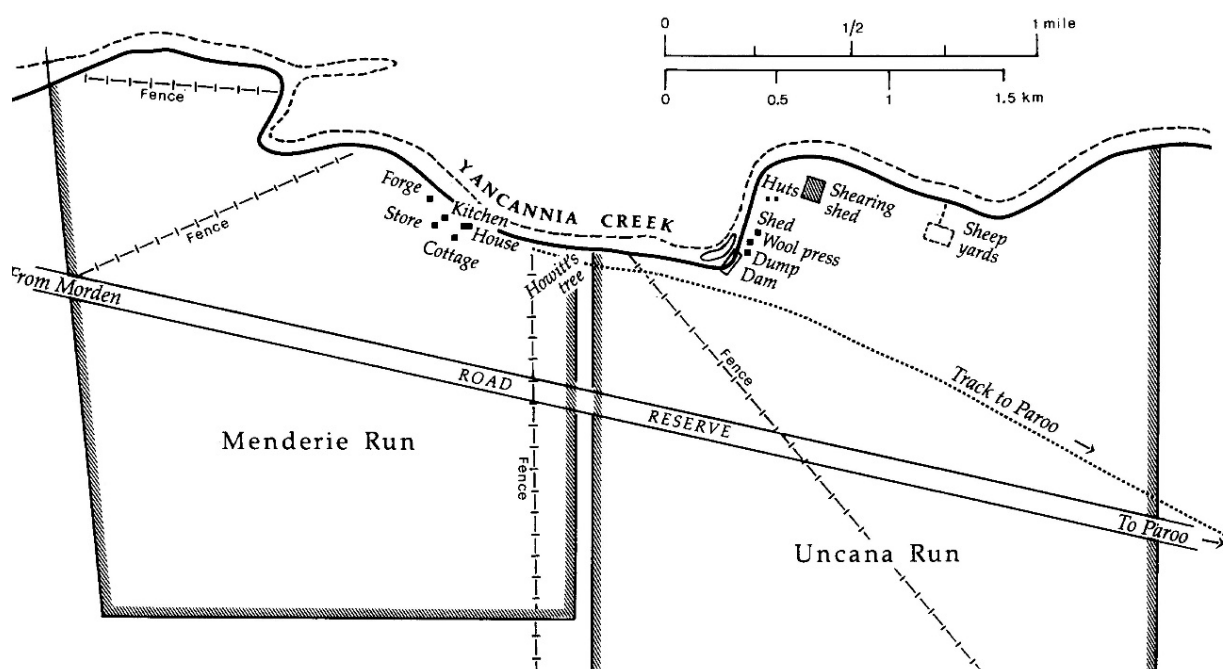 0
1/2
1 mile
0
0.5
1
1.5 km
Fence
YANCANNIA CREEK
Forge
Store
Kitchen
House
Cottage
Fence
Howitt's
tree
Huts
Shearing
shed
Shed
Wool press
Dump
Dam
Sheep
yards
From Morden
ROAD
RESERVE
Fence
Track to Paroo
Menderie Run
Fence
To Paroo
Uncana Run